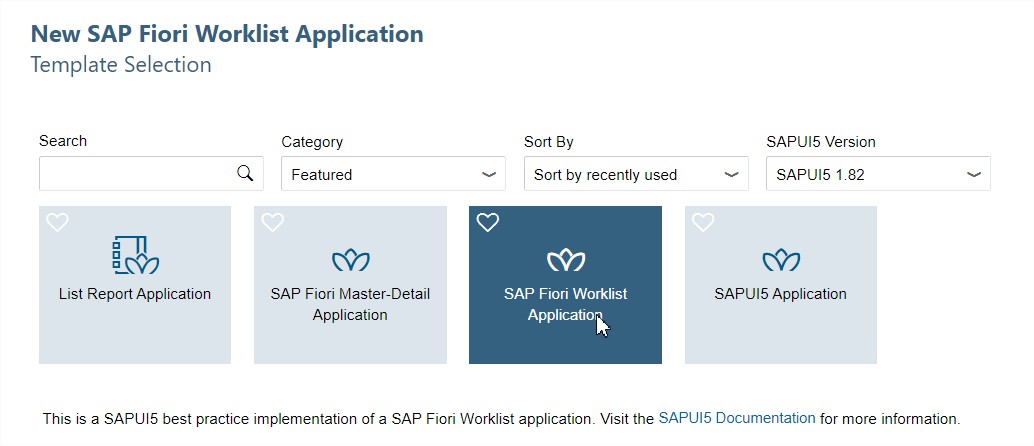 New SAP Fiori Worklist Application
Template Selection
Search Category Sort By SAPUI5 Version
Featured Sort by recently used SAPUI5 1.82
List Report Application SAP Fiori Master-Detail SAP Fiori Worklist SAPUI5 Application
Application Application
This is a SAPUI5 best practice implementation of a SAP Fiori Worklist application. Visit the SAPUI5 Documentation for more information.